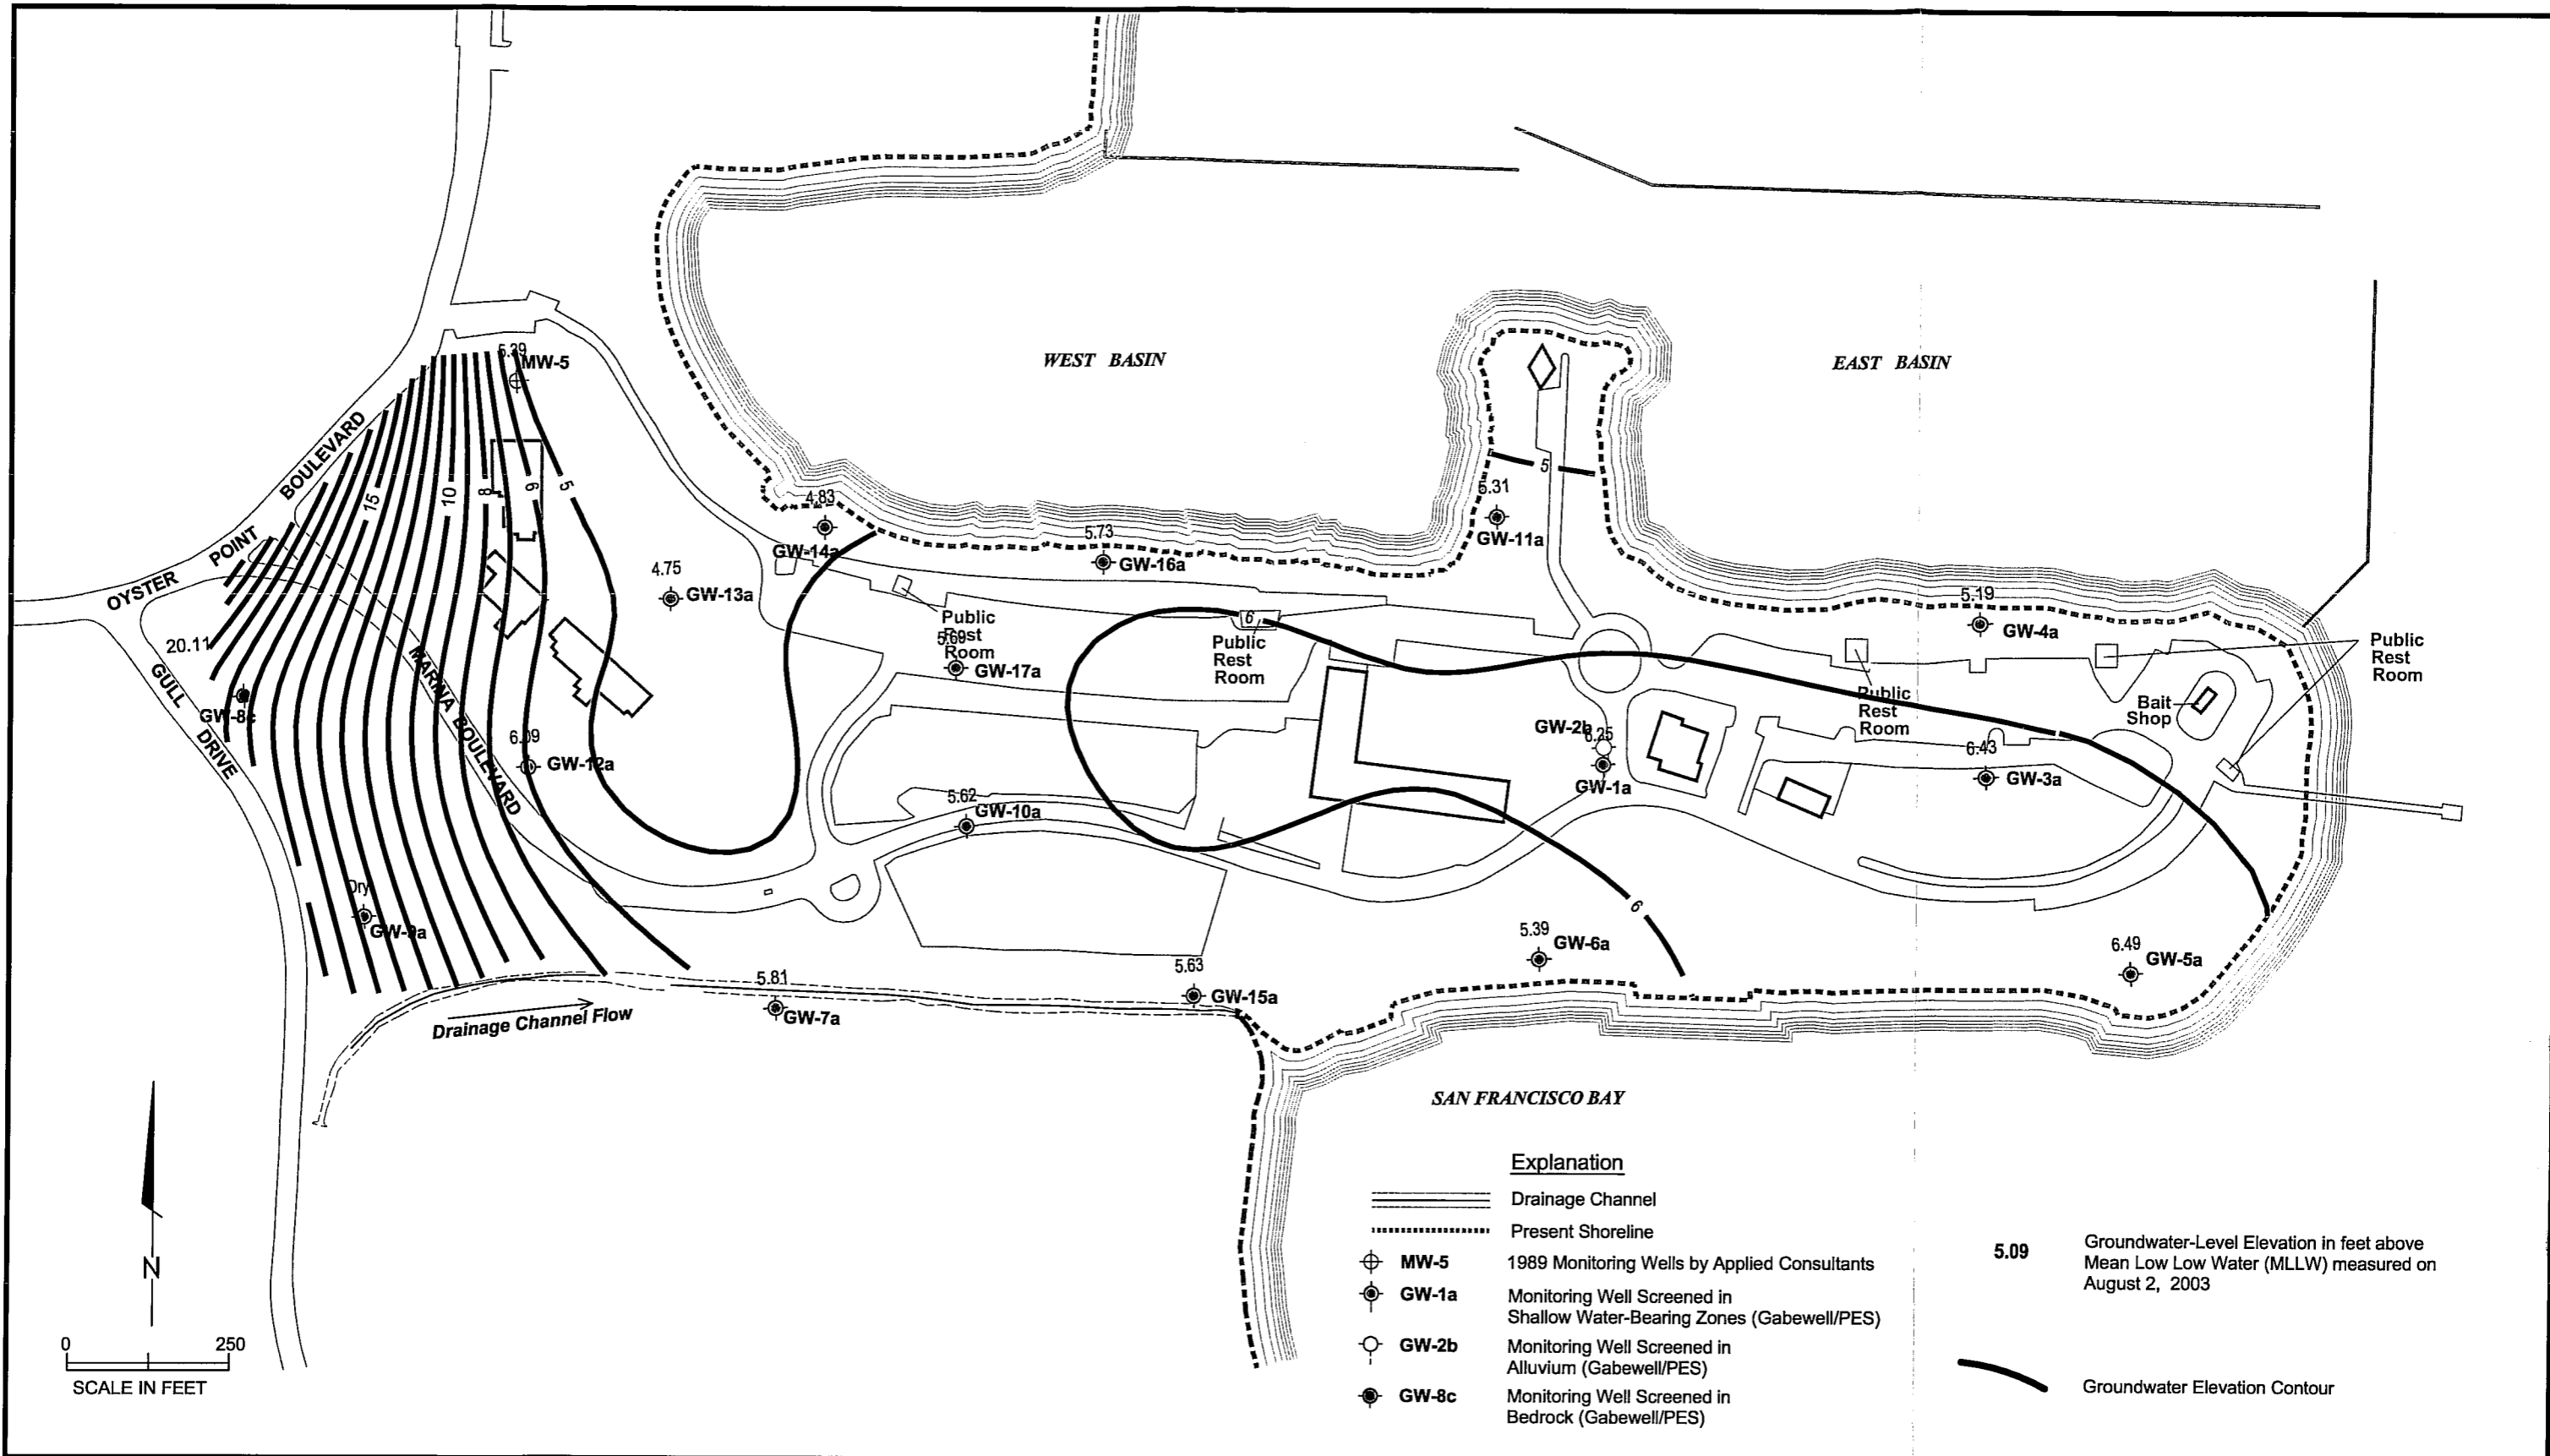 WEST BASIN
EAST BASIN
5.29
MW-5
OYSTER POINT BOULEVARD
15
10
8
6
5
5
5.31
GW-11a
4.83
GW-14a
5.73
GW-16a
4.75
GW-13a
5.19
GW-4a
Public
Rest
Room
5.69
GW-17a
6
Public
Rest
Room
Public
Rest
Room
Public
Rest
Room
Bait
Shop
20.11
GW-8c
GULL DRIVE
MARINA BOULEVARD
6.09
GW-12a
GW-2b
6.25
GW-1a
6.43
GW-3a
5.62
GW-10a
Dry
GW-9a
6
5.39
GW-6a
6.49
GW-5a
5.81
GW-7a
5.63
GW-15a
Drainage Channel Flow
SAN FRANCISCO BAY
N
0 250
SCALE IN FEET
Explanation
Drainage Channel
Present Shoreline
MW-5 1989 Monitoring Wells by Applied Consultants
GW-1a Monitoring Well Screened in
Shallow Water-Bearing Zones (Gabewell/PES)
GW-2b Monitoring Well Screened in
Alluvium (Gabewell/PES)
GW-8c Monitoring Well Screened in
Bedrock (Gabewell/PES)
5.09 Groundwater-Level Elevation in feet above
Mean Low Low Water (MLLW) measured on
August 2, 2003
Groundwater Elevation Contour